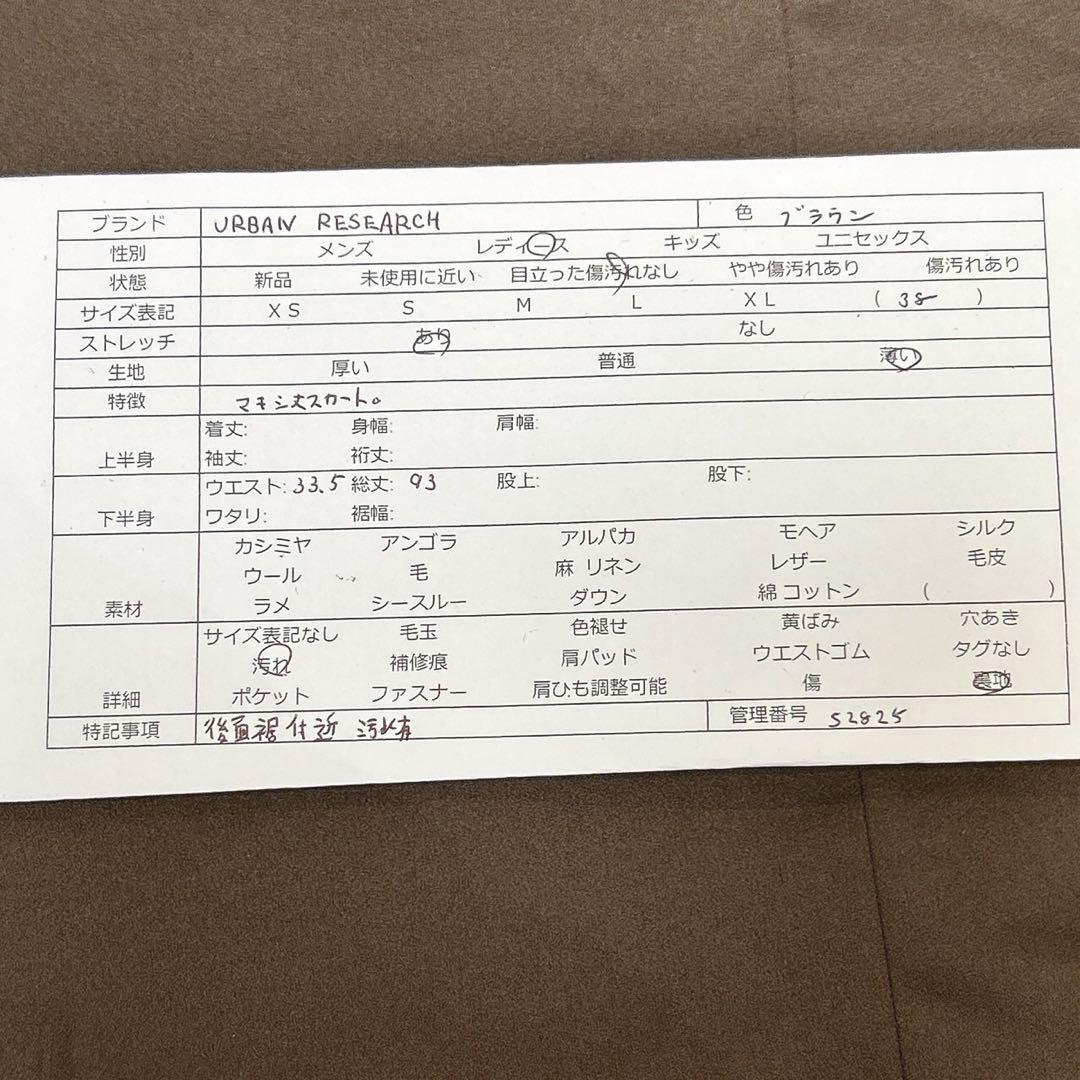 ブランド URBAN RESEARCH 色 ブラウン
性別 メンズ レディース キッズ ユニセックス
状態 新品 未使用に近い 目立った傷汚れなし やや傷汚れあり 傷汚れあり
サイズ表記 XS S M L XL ( 38 )
ストレッチ あり なし
生地 厚い 普通 薄い
特徴 マキシ丈スカート。
上半身 着丈: 身幅: 肩幅:
袖丈: 裄丈:
下半身 ウエスト: 33.5 総丈: 93 股上: 股下:
ワタリ: 裾幅:
素材 カシミヤ アンゴラ アルパカ モヘア シルク
ウール 毛 麻 リネン レザー 毛皮
ラメ シースルー ダウン 綿 コットン ( )
詳細 サイズ表記なし 毛玉 色褪せ 黄ばみ 穴あき
汚れ 補修痕 肩パッド ウエストゴム タグなし
ポケット ファスナー 肩ひも調整可能 傷 裏地
特記事項 後面裾付近 汚れ有 管理番号 S2825